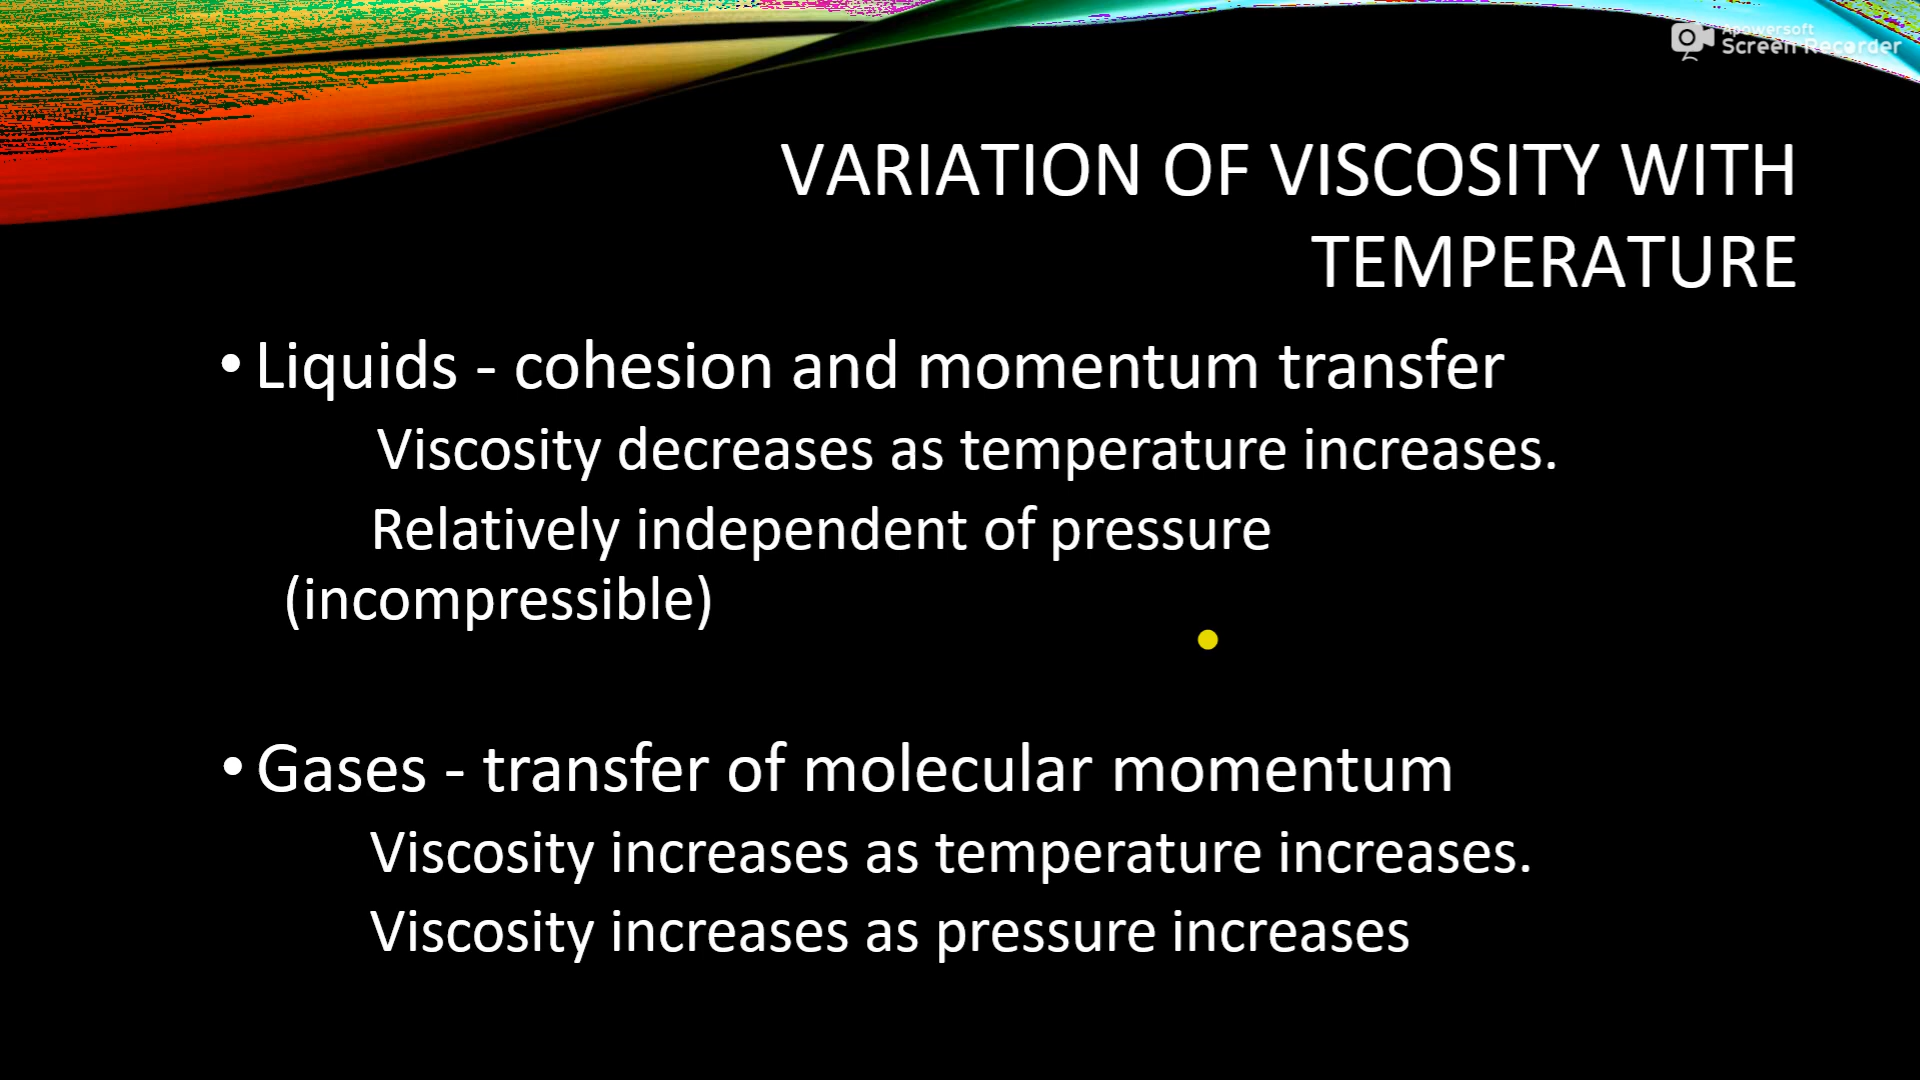 Apowersoft
Screen Recorder
VARIATION OF VISCOSITY WITH
TEMPERATURE
• Liquids - cohesion and momentum transfer
Viscosity decreases as temperature increases.
Relatively independent of pressure
(incompressible)
• Gases - transfer of molecular momentum
Viscosity increases as temperature increases.
Viscosity increases as pressure increases